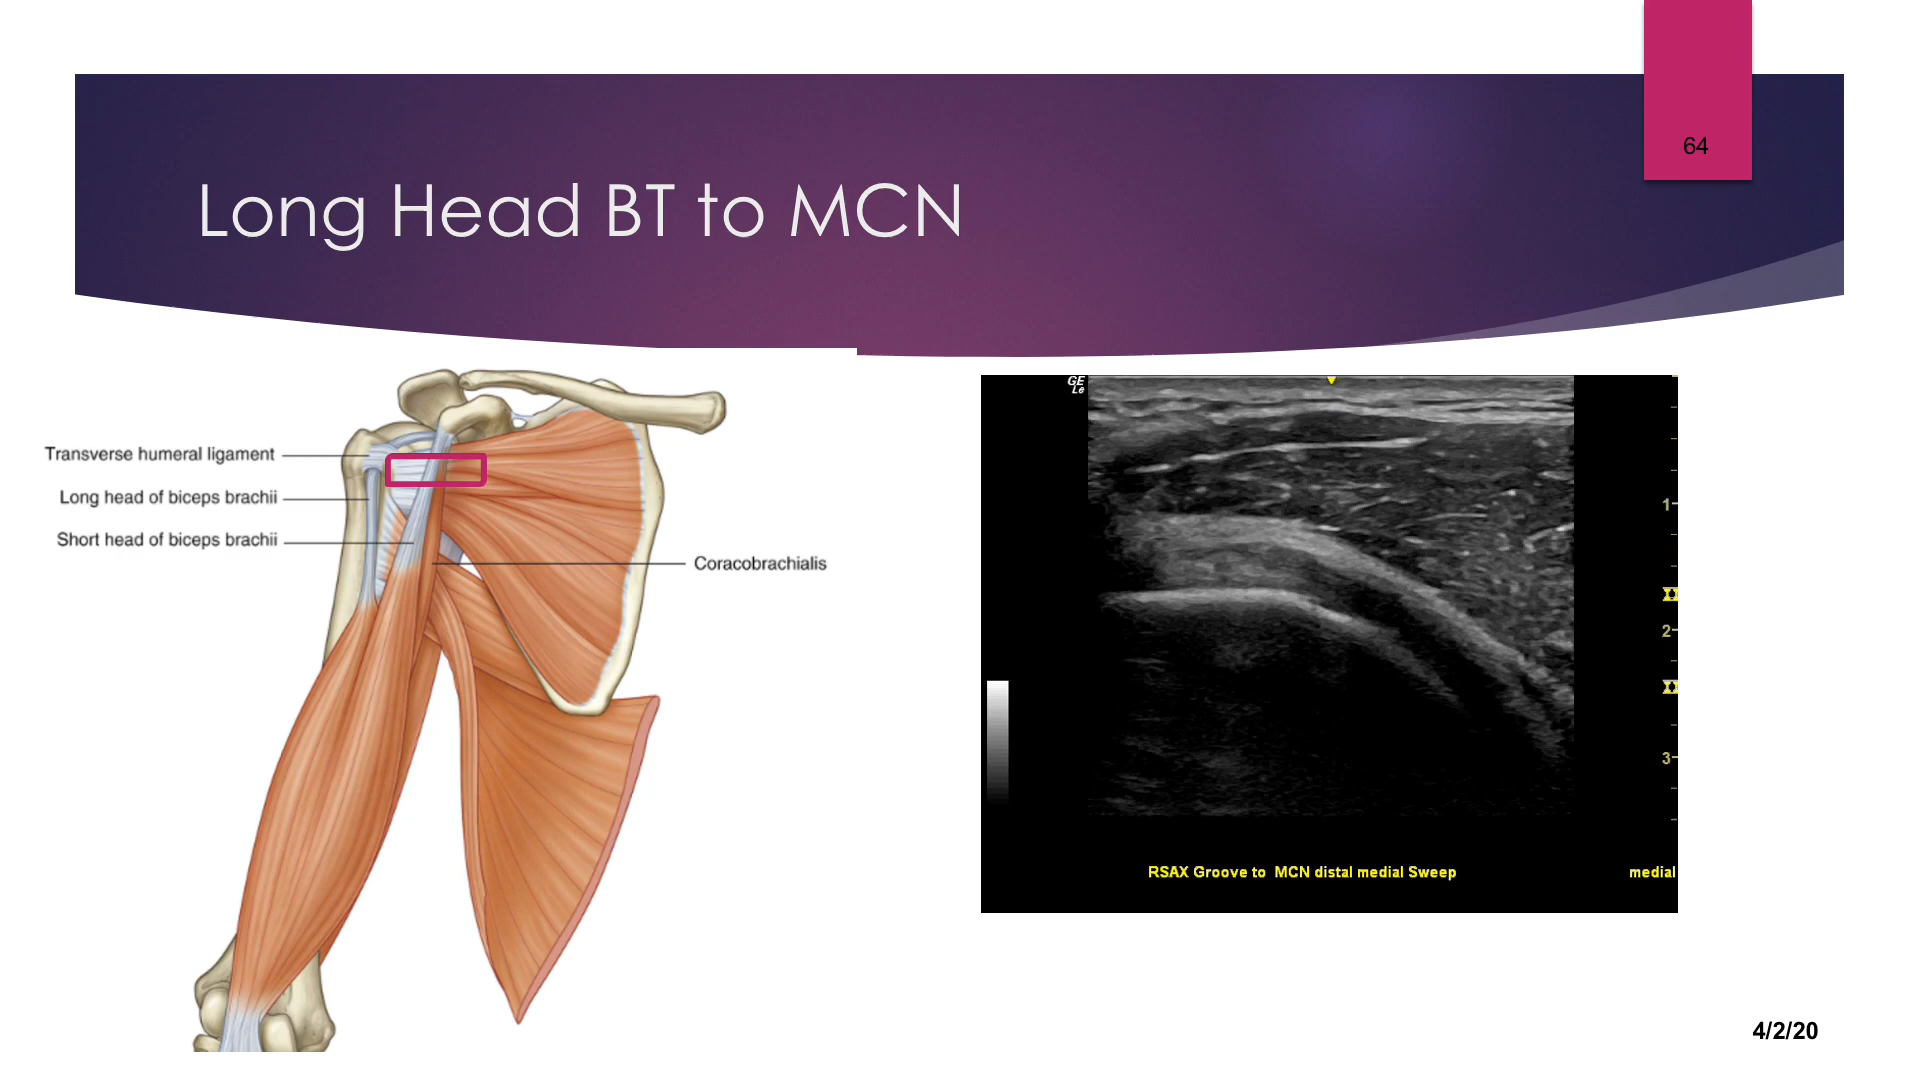 64
Long Head BT to MCN
Transverse humeral ligament
Long head of biceps brachii
Short head of biceps brachii
Coracobrachialis
GE
Le
1
2
3
RSAX Groove to MCN distal medial Sweep
medial
4/2/20